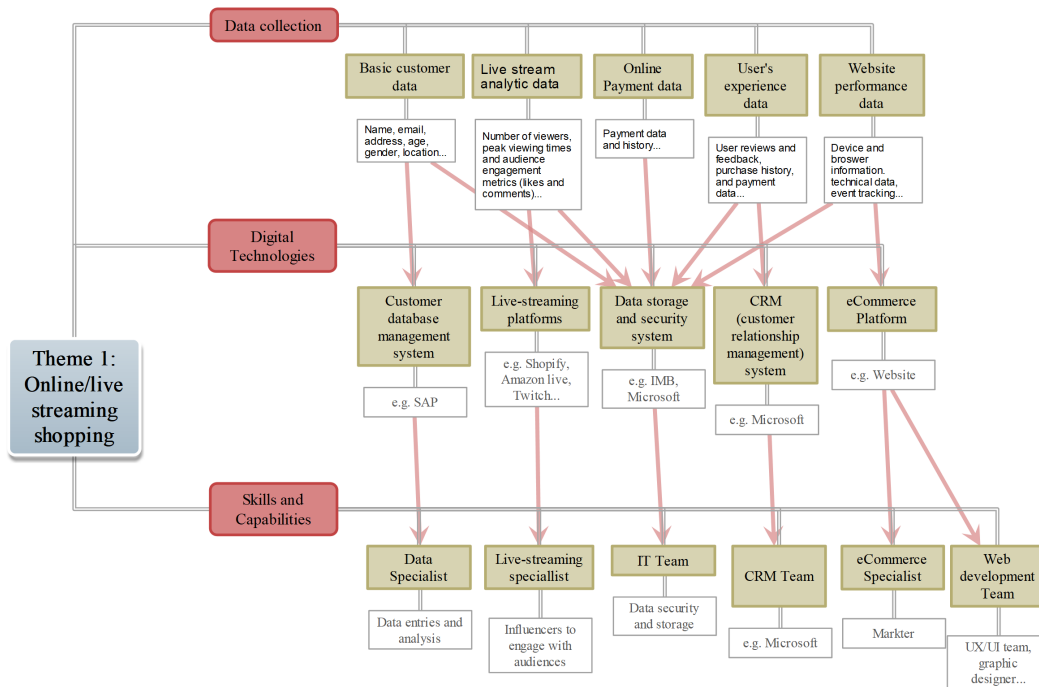 Data collection
Basic customer
data
Live stream
analytic data
Online
Payment data
User's
experience
data
Website
performance
data
Name, email,
address, age,
gender, location...
Number of viewers,
peak viewing times
and audience
engagement
metrics (likes and
comments)...
Payment data
and history...
User reviews and
feedback,
purchase history,
and payment
data...
Device and
broswer
information.
technical data,
event tracking...
Digital
Technologies
Customer
database
management
system
Live-streaming
platforms
Data storage
and security
system
CRM
(customer
relationship
management)
system
eCommerce
Platform
e.g. SAP
e.g. Shopify,
Amazon live,
Twitch...
e.g. IMB,
Microsoft
e.g. Microsoft
e.g. Website
Theme 1:
Online/live
streaming
shopping
Skills and
Capabilities
Data
Specialist
Live-streaming
speciallist
IT Team
CRM Team
eCommerce
Specialist
Web
development
Team
Data entries and
analysis
Influencers to
engage with
audiences
Data security
and storage
e.g. Microsoft
Markter
UX/UI team,
graphic
designer...